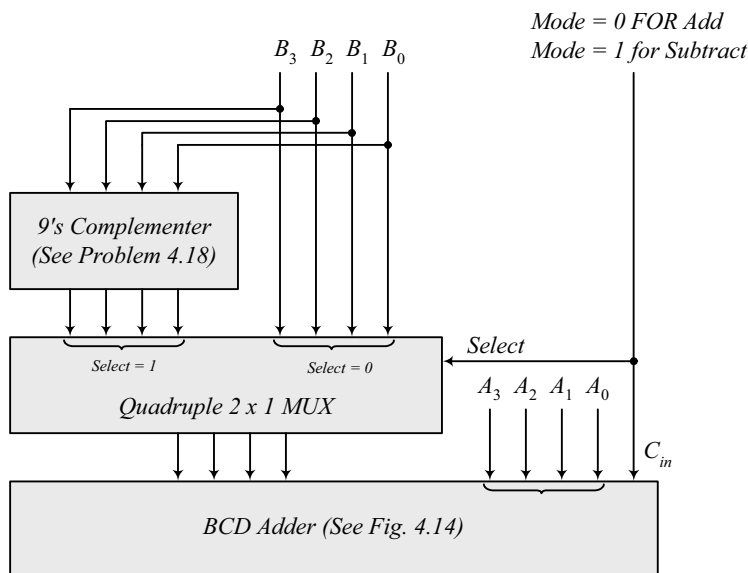 Mode = 0 FOR Add
Mode = 1 for Subtract
B3 B2 B1 B0
9's Complementer
(See Problem 4.18)
Select = 1
Select = 0
Select
Quadruple 2 x 1 MUX
A3 A2 A1 A0
Cin
BCD Adder (See Fig. 4.14)